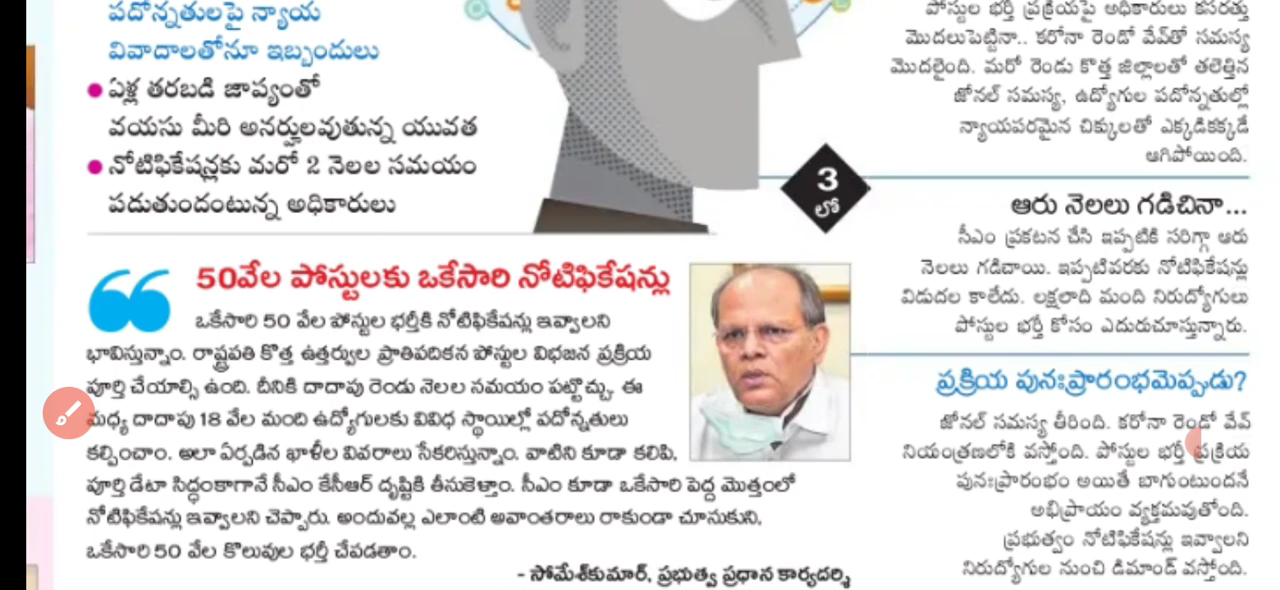 పదోన్నతులపై న్యాయ
వివాదాలతోనూ ఇబ్బందులు
• ఏళ్ల తరబడి జాప్యంతో
వయసు మీరి అనర్హులవుతున్న యువత
• నోటిఫికేషన్లకు మరో 2 నెలల సమయం
పడుతుందంటున్న అధికారులు
50వేల పోస్టులకు ఒకేసారి నోటిఫికేషన్లు
ఒకేసారి 50 వేల పోస్టుల భర్తీకి నోటిఫికేషన్లు ఇవ్వాలని
భావిస్తున్నాం. రాష్ట్రపతి కొత్త ఉత్తర్వుల ప్రాతిపదికన పోస్టుల విభజన ప్రక్రియ
పూర్తి చేయాల్సి ఉంది. దీనికి దాదాపు రెండు నెలల సమయం పట్టొచ్చు. ఈ
మధ్య దాదాపు 18 వేల మంది ఉద్యోగులకు వివిధ స్థాయిల్లో పదోన్నతులు
కల్పించాం. అలా ఏర్పడిన ఖాళీల వివరాలు సేకరిస్తున్నాం. వాటిని కూడా కలిపి,
పూర్తి డేటా సిద్ధంకాగానే సీఎం కేసీఆర్ దృష్టికి తీసుకెళ్తాం. సీఎం కూడా ఒకేసారి పెద్ద మొత్తంలో
నోటిఫికేషన్లు ఇవ్వాలని చెప్పారు. అందువల్ల ఎలాంటి అవాంతరాలు రాకుండా చూసుకుని,
ఒకేసారి 50 వేల కొలువుల భర్తీ చేపడతాం.
- సోమేశ్‌కుమార్, ప్రభుత్వ ప్రధాన కార్యదర్శి
3
లో
పోస్టుల భర్తీ ప్రక్రియపై అధికారులు కసరత్తు
మొదలుపెట్టినా.. కరోనా రెండో వేవ్‌తో సమస్య
మొదలైంది. మరో రెండు కొత్త జిల్లాలతో తలెత్తిన
జోనల్ సమస్య, ఉద్యోగుల పదోన్నతుల్లో
న్యాయపరమైన చిక్కులతో ఎక్కడికక్కడే
ఆగిపోయింది.
ఆరు నెలలు గడిచినా...
సీఎం ప్రకటన చేసి ఇప్పటికి సరిగ్గా ఆరు
నెలలు గడిచాయి. ఇప్పటివరకు నోటిఫికేషన్లు
విడుదల కాలేదు. లక్షలాది మంది నిరుద్యోగులు
పోస్టుల భర్తీ కోసం ఎదురుచూస్తున్నారు.
ప్రక్రియ పునఃప్రారంభమెప్పుడు?
జోనల్ సమస్య తీరింది. కరోనా రెండో వేవ్
నియంత్రణలోకి వస్తోంది. పోస్టుల భర్తీ ప్రక్రియ
పునఃప్రారంభం అయితే బాగుంటుందనే
అభిప్రాయం వ్యక్తమవుతోంది.
ప్రభుత్వం నోటిఫికేషన్లు ఇవ్వాలని
నిరుద్యోగుల నుంచి డిమాండ్ వస్తోంది.